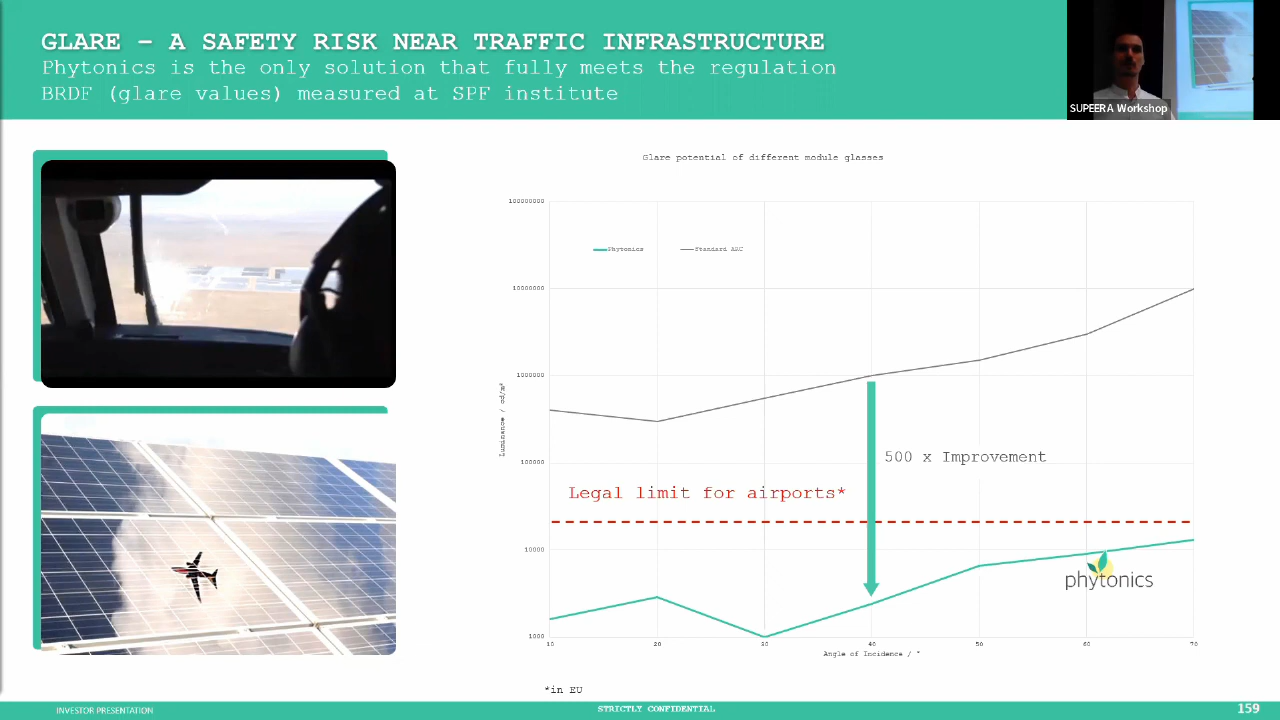 GLARE – A SAFETY RISK NEAR TRAFFIC INFRASTRUCTURE
Phytonics is the only solution that fully meets the regulation
BRDF (glare values) measured at SPF institute
SUPEERA Workshop
Glare potential of different module glasses
100000000
10000000
1000000
100000
10000
1000
Luminance / cd/m²
Phytonics
Standard ARC
500 x Improvement
Legal limit for airports*
phytonics
10
20
30
40
50
60
70
Angle of Incidence / °
*in EU
INVESTOR PRESENTATION
STRICTLY CONFIDENTIAL
159